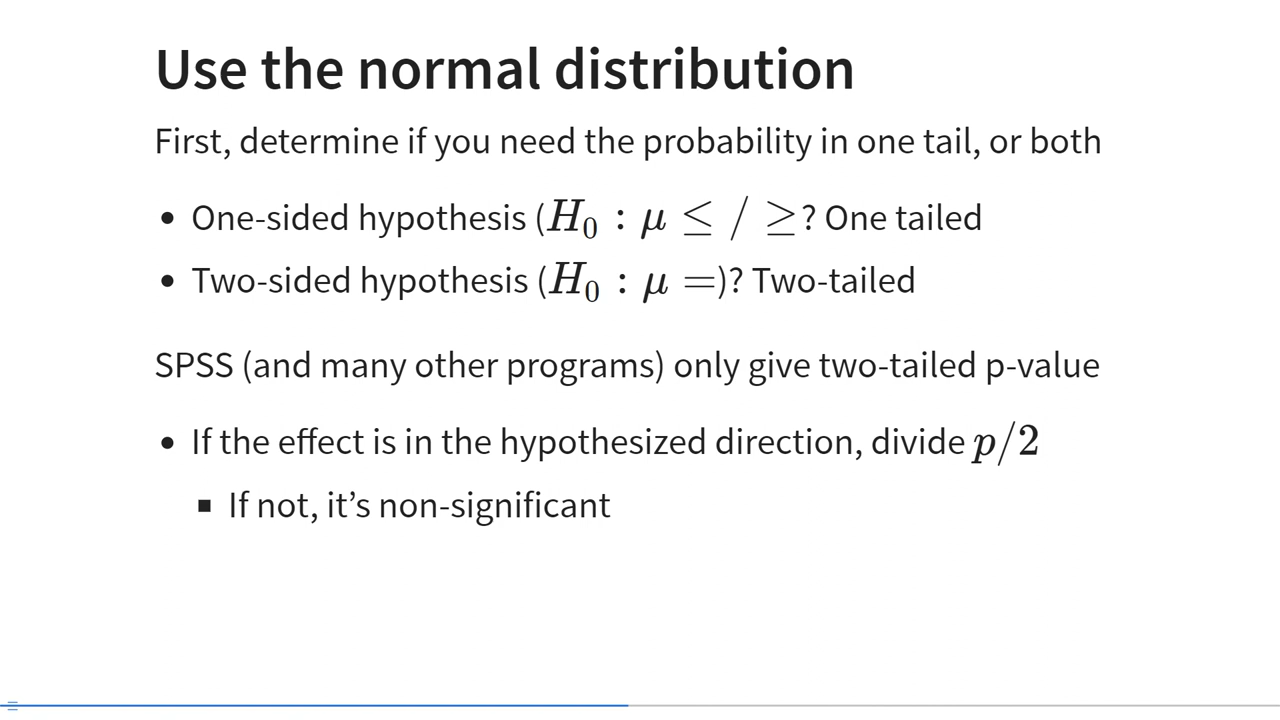 Use the normal distribution
First, determine if you need the probability in one tail, or both
• One-sided hypothesis (H₀ : μ ≤ / ≥? One tailed
• Two-sided hypothesis (H₀ : μ =)? Two-tailed
SPSS (and many other programs) only give two-tailed p-value
• If the effect is in the hypothesized direction, divide p/2
▪ If not, it’s non-significant